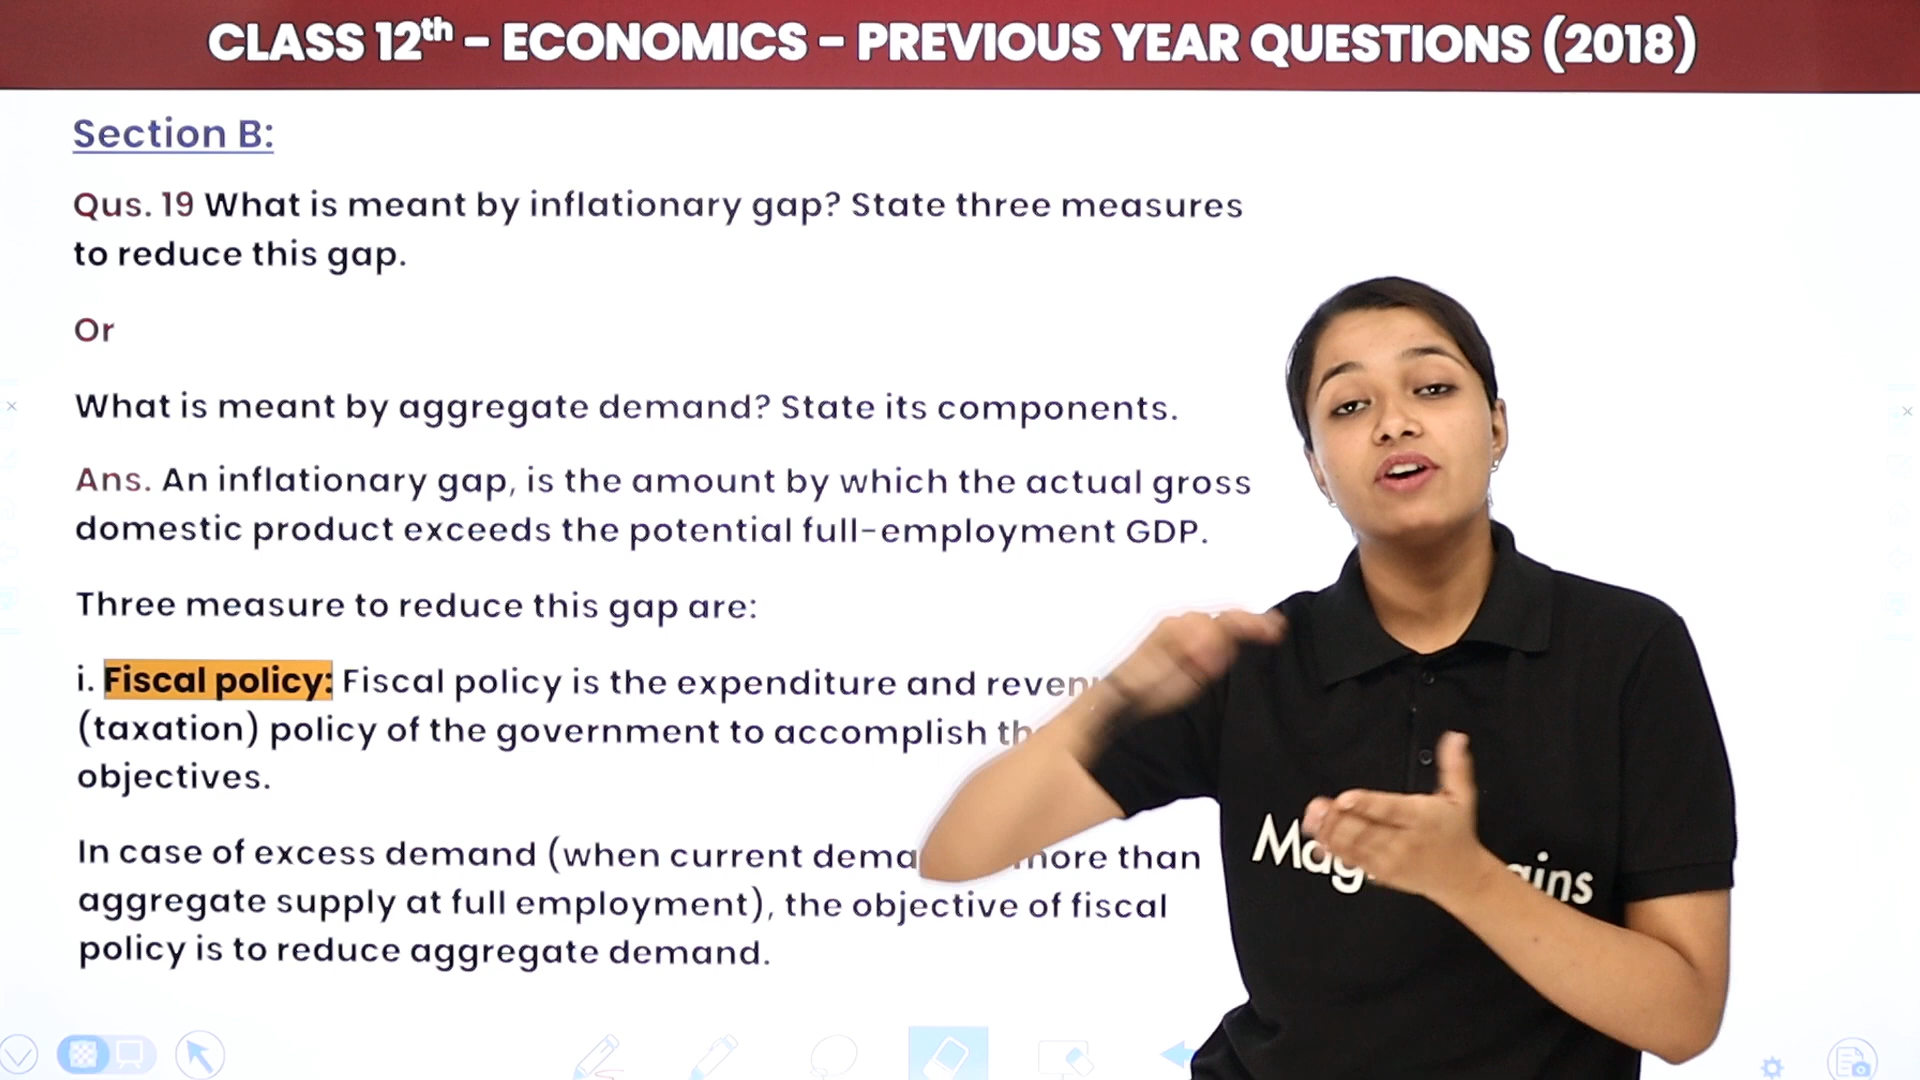 CLASS 12th - ECONOMICS - PREVIOUS YEAR QUESTIONS (2018)
Section B:
Qus. 19 What is meant by inflationary gap? State three measures
to reduce this gap.
Or
What is meant by aggregate demand? State its components.
Ans. An inflationary gap, is the amount by which the actual gross
domestic product exceeds the potential full-employment GDP.
Three measure to reduce this gap are:
i. Fiscal policy: Fiscal policy is the expenditure and
(taxation) policy of the government to accomplish
objectives.
In case of excess demand (when current more than
aggregate supply at full employment), the objective of fiscal
policy is to reduce aggregate demand.